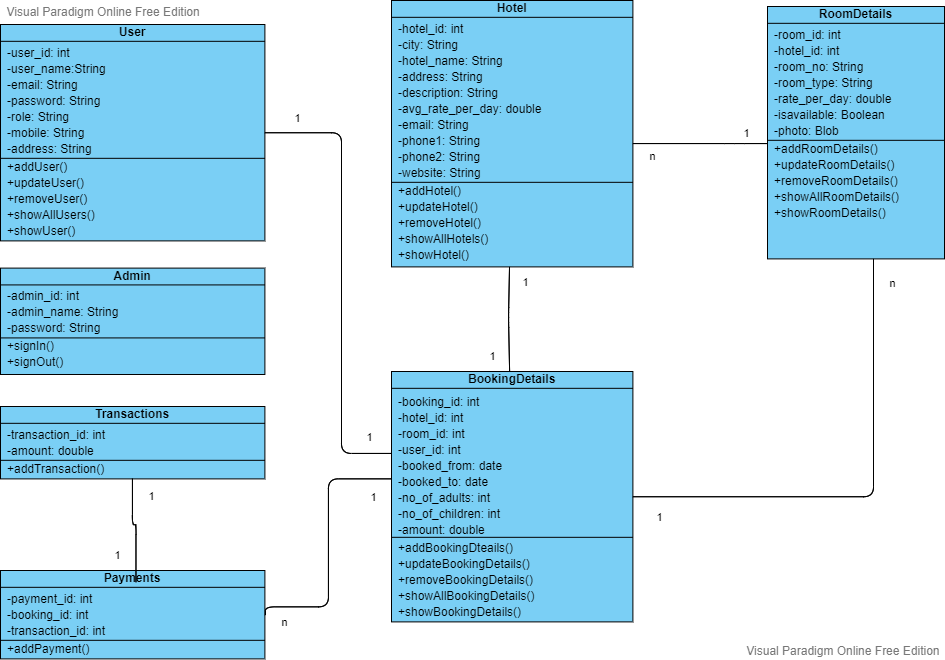 Visual Paradigm Online Free Edition
User
-user_id: int
-user_name:String
-email: String
-password: String
-role: String
-mobile: String
-address: String
+addUser()
+updateUser()
+removeUser()
+showAllUsers()
+showUser()
Hotel
-hotel_id: int
-city: String
-hotel_name: String
-address: String
-description: String
-avg_rate_per_day: double
-email: String
-phone1: String
-phone2: String
-website: String
+addHotel()
+updateHotel()
+removeHotel()
+showAllHotels()
+showHotel()
RoomDetails
-room_id: int
-hotel_id: int
-room_no: String
-room_type: String
-rate_per_day: double
-isavailable: Boolean
-photo: Blob
+addRoomDetails()
+updateRoomDetails()
+removeRoomDetails()
+showAllRoomDetails()
+showRoomDetails()
1
1
n
1
n
1
1
Admin
-admin_id: int
-admin_name: String
-password: String
+signIn()
+signOut()
Transactions
-transaction_id: int
-amount: double
+addTransaction()
1
1
Payments
-payment_id: int
-booking_id: int
-transaction_id: int
+addPayment()
BookingDetails
-booking_id: int
-hotel_id: int
-room_id: int
-user_id: int
-booked_from: date
-booked_to: date
-no_of_adults: int
-no_of_children: int
-amount: double
+addBookingDteails()
+updateBookingDetails()
+removeBookingDetails()
+showAllBookingDetails()
+showBookingDetails()
1
1
n
Visual Paradigm Online Free Edition